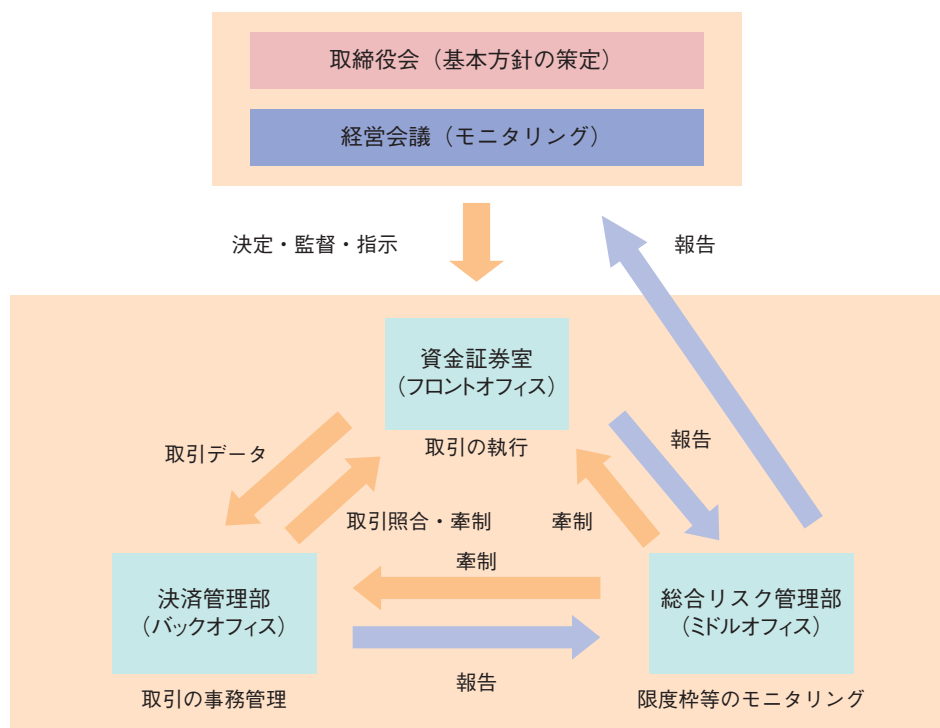 取締役会（基本方針の策定）
経営会議（モニタリング）
決定・監督・指示
報告
資金証券室
（フロントオフィス）
取引の執行
取引データ
報告
取引照合・牽制
牽制
牽制
決済管理部
（バックオフィス）
取引の事務管理
総合リスク管理部
（ミドルオフィス）
限度枠等のモニタリング
報告